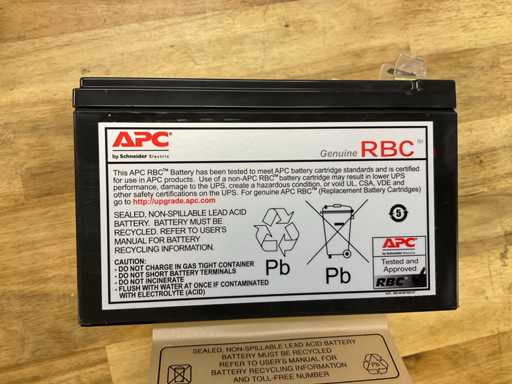 APC
by Schneider Electric
Genuine RBC™
This APC RBC™ Battery has been tested to meet APC battery cartridge standards and is certified
for use in APC products. Use of a non-APC RBC™ battery cartridge may result in lower UPS
performance, damage to the UPS, create a hazardous condition, or void UL, CSA, VDE and
other safety certifications on the UPS. For genuine APC RBC™ (Replacement Battery Cartridges)
go to http://upgrade.apc.com
SEALED, NON-SPILLABLE LEAD ACID
BATTERY. BATTERY MUST BE
RECYCLED. REFER TO USER'S
MANUAL FOR BATTERY
RECYCLING INFORMATION.
CAUTION:
- DO NOT CHARGE IN GAS TIGHT CONTAINER
- DO NOT SHORT BATTERY TERMINALS
- DO NOT INCINERATE
- FLUSH WITH WATER AT ONCE IF CONTAMINATED
WITH ELECTROLYTE (ACID)
Pb
Pb
5
APC
by Schneider Electric
Tested and
Approved
RBC
SEALED, NON-SPILLABLE LEAD ACID BATTERY
BATTERY MUST BE RECYCLED
REFER TO USER'S MANUAL FOR
BATTERY RECYCLING INFORMATION
AND TOLL-FREE NUMBER